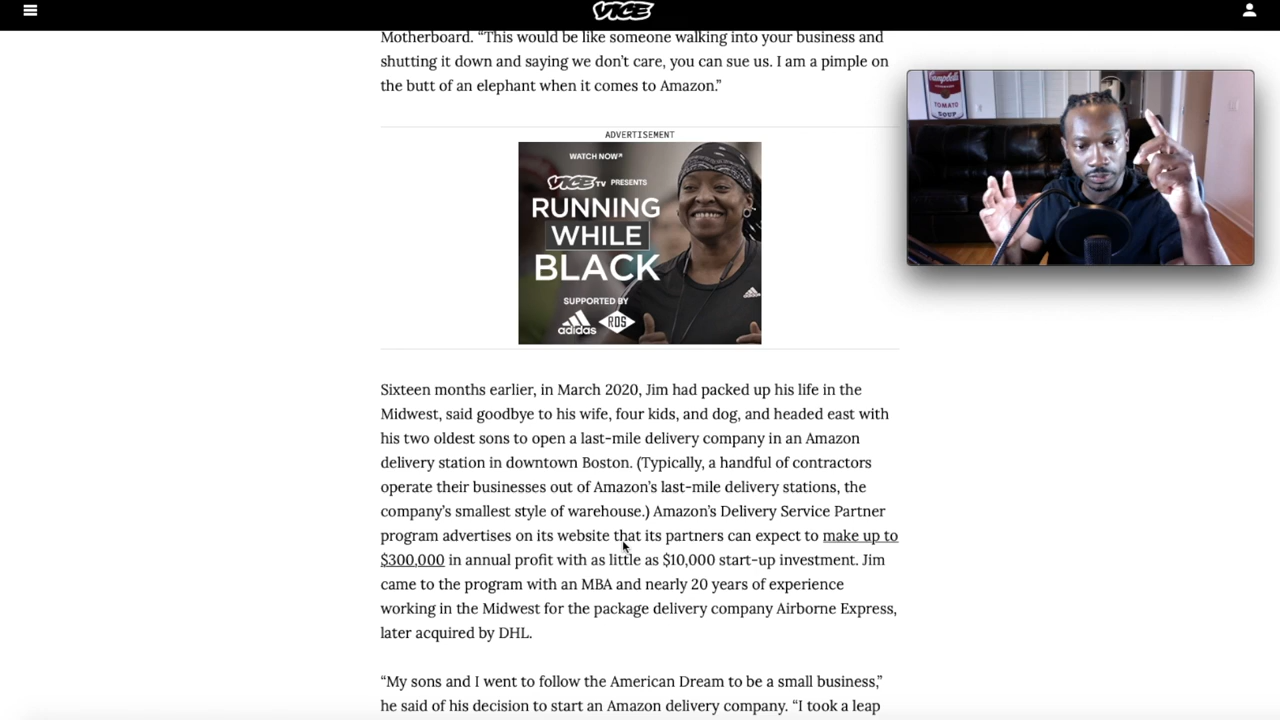 VICE
Motherboard. “This would be like someone walking into your business and
shutting it down and saying we don’t care, you can sue us. I am a pimple on
the butt of an elephant when it comes to Amazon.”
Campbell's
TOMATO
SOUP
ADVERTISEMENT
WATCH NOW
VICE TV PRESENTS
RUNNING
WHILE
BLACK
SUPPORTED BY
adidas
ROS
Sixteen months earlier, in March 2020, Jim had packed up his life in the
Midwest, said goodbye to his wife, four kids, and dog, and headed east with
his two oldest sons to open a last-mile delivery company in an Amazon
delivery station in downtown Boston. (Typically, a handful of contractors
operate their businesses out of Amazon’s last-mile delivery stations, the
company’s smallest style of warehouse.) Amazon’s Delivery Service Partner
program advertises on its website that its partners can expect to make up to
$300,000 in annual profit with as little as $10,000 start-up investment. Jim
came to the program with an MBA and nearly 20 years of experience
working in the Midwest for the package delivery company Airborne Express,
later acquired by DHL.
“My sons and I went to follow the American Dream to be a small business,”
he said of his decision to start an Amazon delivery company. “I took a leap